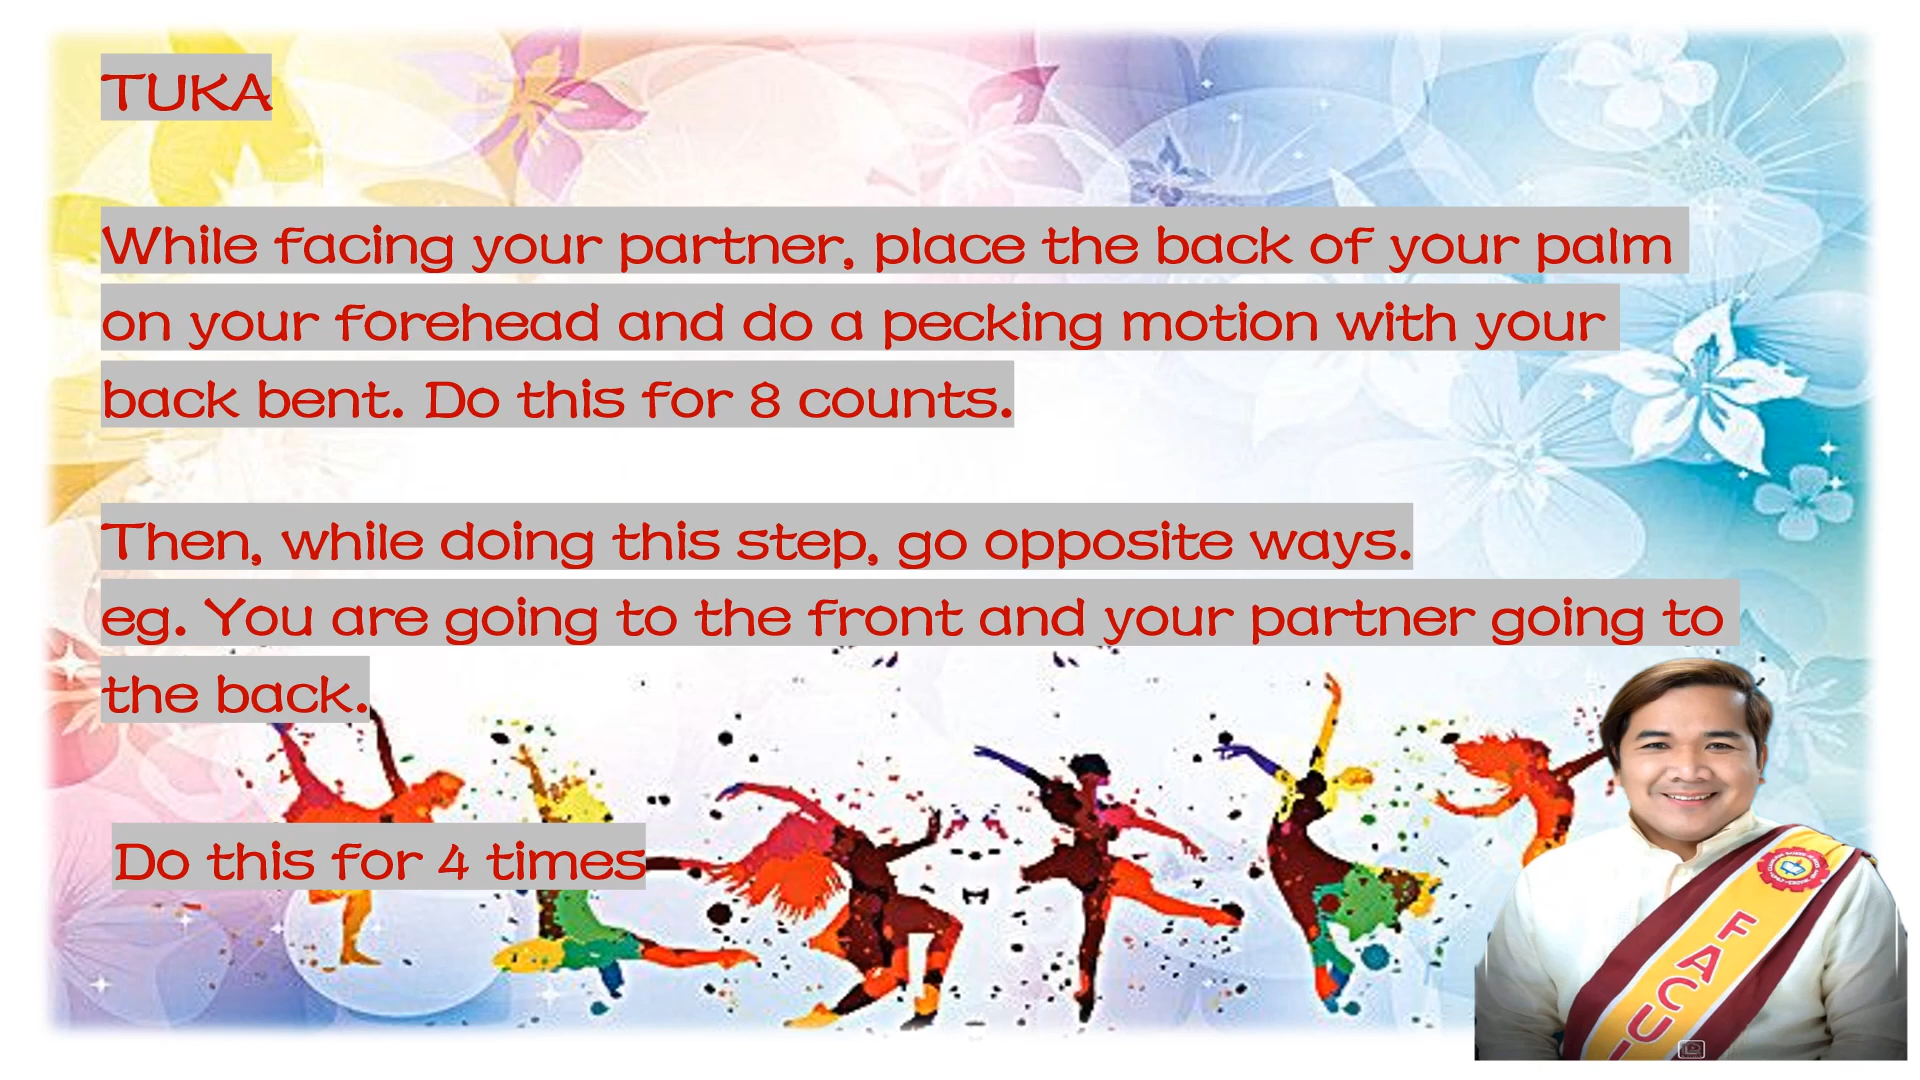 TUKA
While facing your partner, place the back of your palm
on your forehead and do a pecking motion with your
back bent. Do this for 8 counts.
Then, while doing this step, go opposite ways.
eg. You are going to the front and your partner going to
the back.
Do this for 4 times
FACU